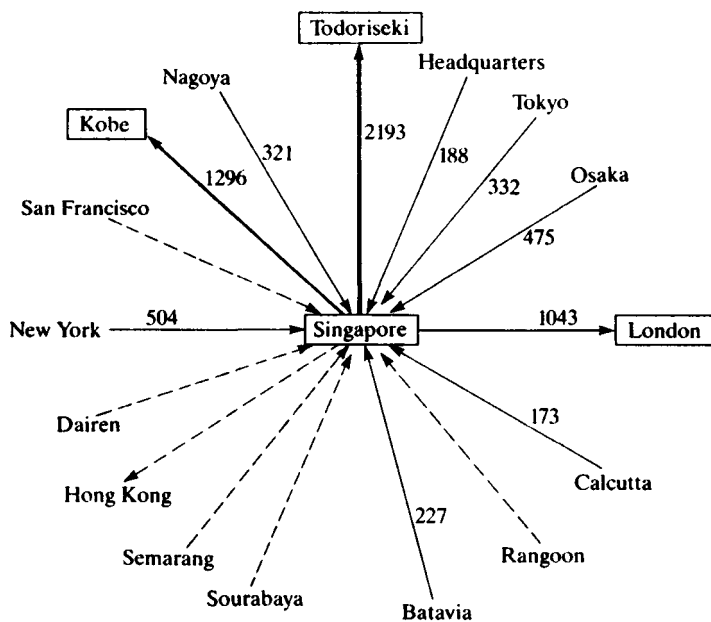 Todoriseki
Headquarters
Nagoya
Tokyo
Kobe
2193
321
188
1296
332
Osaka
San Francisco
475
New York
504
Singapore
1043
London
Dairen
173
Hong Kong
Calcutta
227
Semarang
Rangoon
Sourabaya
Batavia